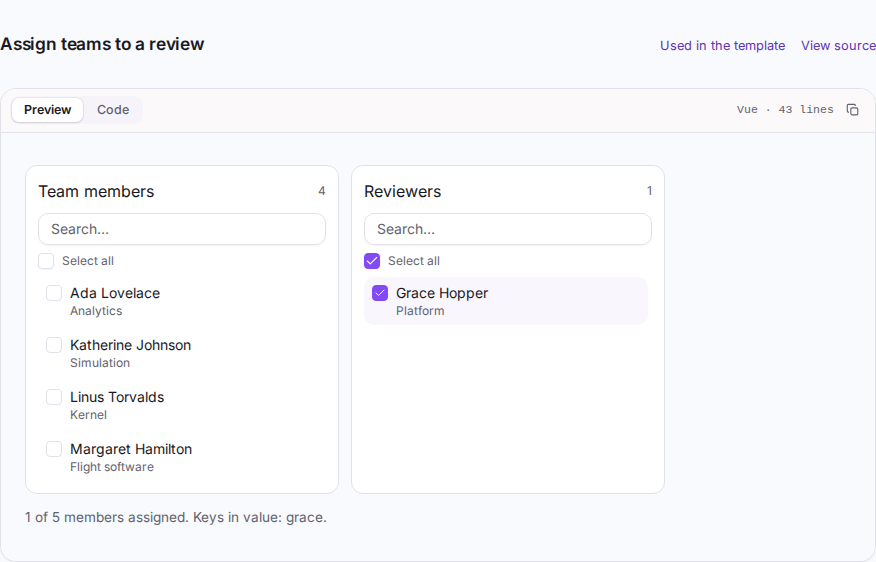 Assign teams to a review
Used in the template
View source
Preview
Code
Vue · 43 lines
Team members
4
Search...
Select all
Ada Lovelace
Analytics
Katherine Johnson
Simulation
Linus Torvalds
Kernel
Margaret Hamilton
Flight software
Reviewers
1
Search...
Select all
Grace Hopper
Platform
1 of 5 members assigned. Keys in value: grace.